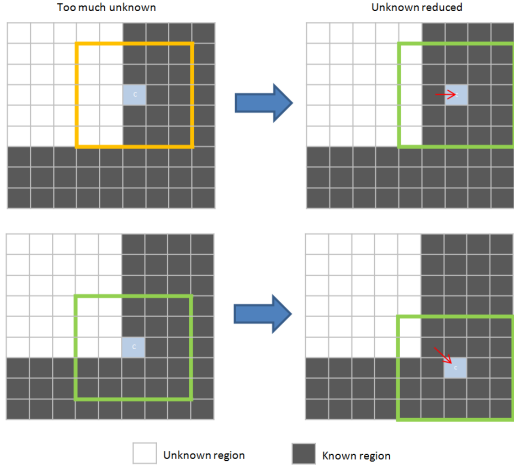 Too much unknown
Unknown reduced
C
C
C
Unknown region
Known region